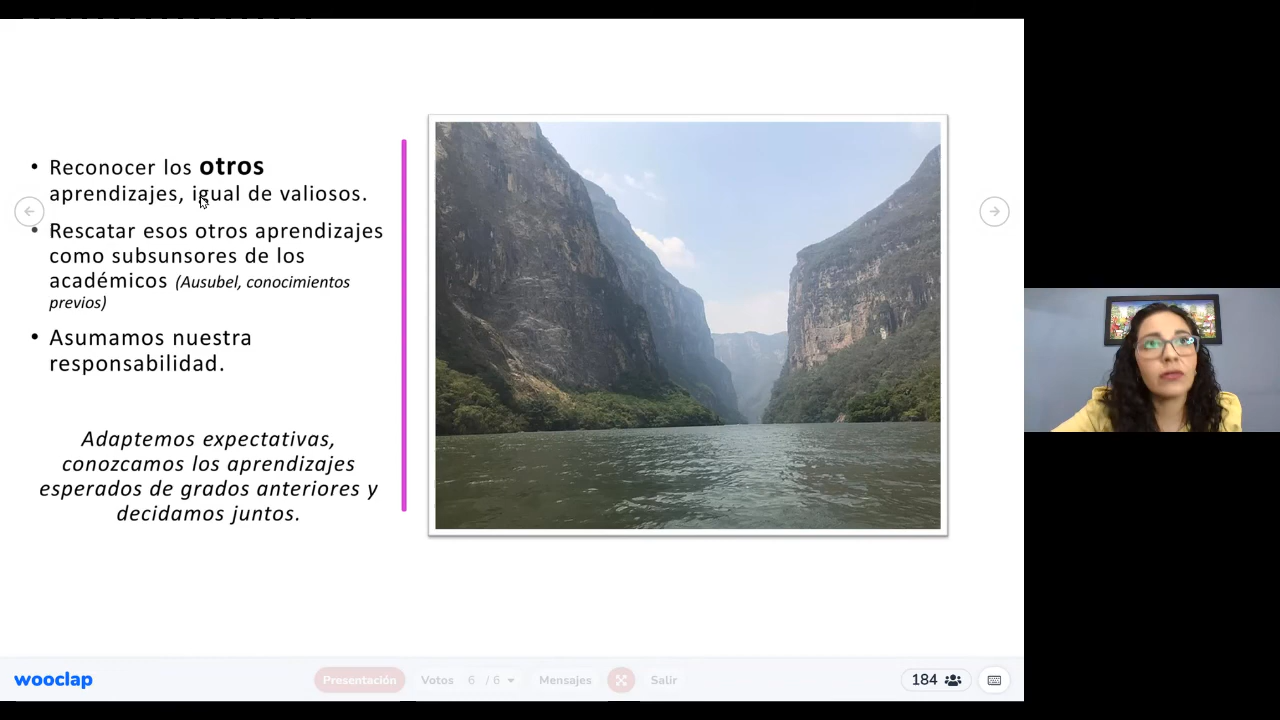 • Reconocer los otros
aprendizajes, igual de valiosos.
• Rescatar esos otros aprendizajes
como subsunsores de los
académicos (Ausubel, conocimientos
previos)
• Asumamos nuestra
responsabilidad.
Adaptemos expectativas,
conozcamos los aprendizajes
esperados de grados anteriores y
decidamos juntos.
wooclap
Presentación Votos 6 / 6 Mensajes Salir
184